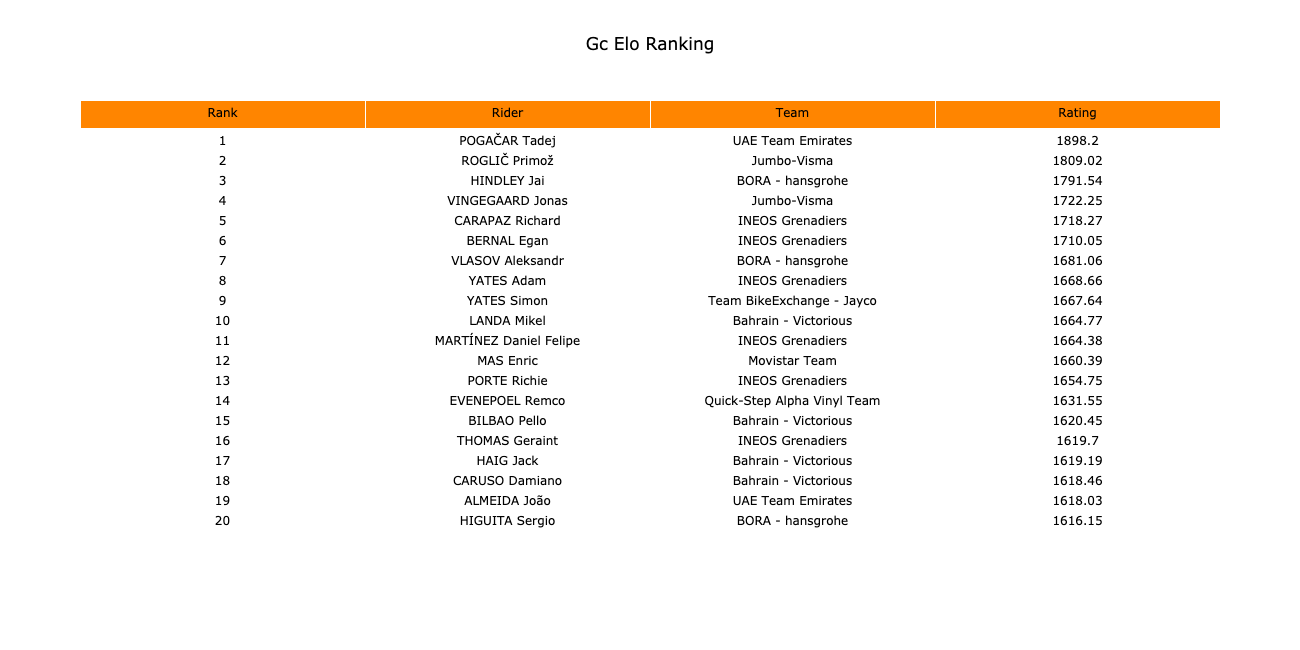 Gc Elo Ranking
Rank Rider Team Rating
1 POGAČAR Tadej UAE Team Emirates 1898.2
2 ROGLIČ Primož Jumbo-Visma 1809.02
3 HINDLEY Jai BORA - hansgrohe 1791.54
4 VINGEGAARD Jonas Jumbo-Visma 1722.25
5 CARAPAZ Richard INEOS Grenadiers 1718.27
6 BERNAL Egan INEOS Grenadiers 1710.05
7 VLASOV Aleksandr BORA - hansgrohe 1681.06
8 YATES Adam INEOS Grenadiers 1668.66
9 YATES Simon Team BikeExchange - Jayco 1667.64
10 LANDA Mikel Bahrain - Victorious 1664.77
11 MARTÍNEZ Daniel Felipe INEOS Grenadiers 1664.38
12 MAS Enric Movistar Team 1660.39
13 PORTE Richie INEOS Grenadiers 1654.75
14 EVENEPOEL Remco Quick-Step Alpha Vinyl Team 1631.55
15 BILBAO Pello Bahrain - Victorious 1620.45
16 THOMAS Geraint INEOS Grenadiers 1619.7
17 HAIG Jack Bahrain - Victorious 1619.19
18 CARUSO Damiano Bahrain - Victorious 1618.46
19 ALMEIDA João UAE Team Emirates 1618.03
20 HIGUITA Sergio BORA - hansgrohe 1616.15